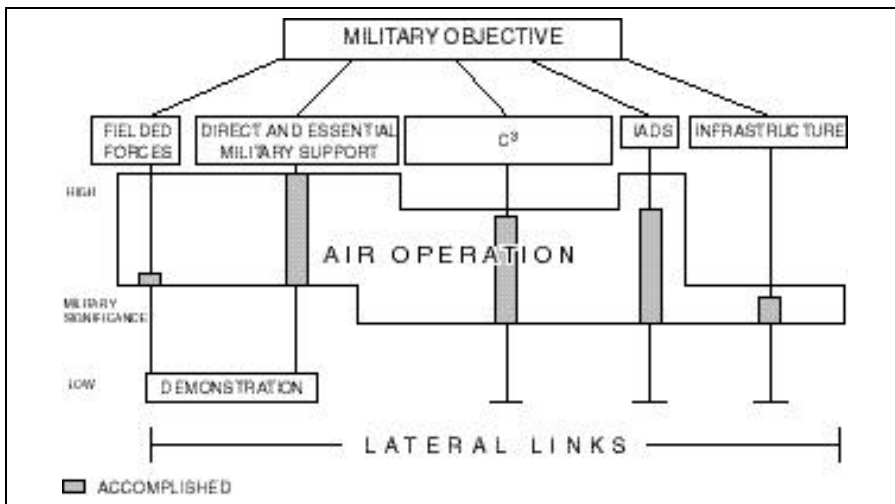 MILITARY OBJECTIVE
FIELDED
FORCES
DIRECT AND ESSENTIAL
MILITARY SUPPORT
C³
IADS
INFRASTRUCTURE
HIGH
AIR OPERATION
MILITARY
SIGNIFICANCE
LOW
DEMONSTRATION
LATERAL LINKS
ACCOMPLISHED